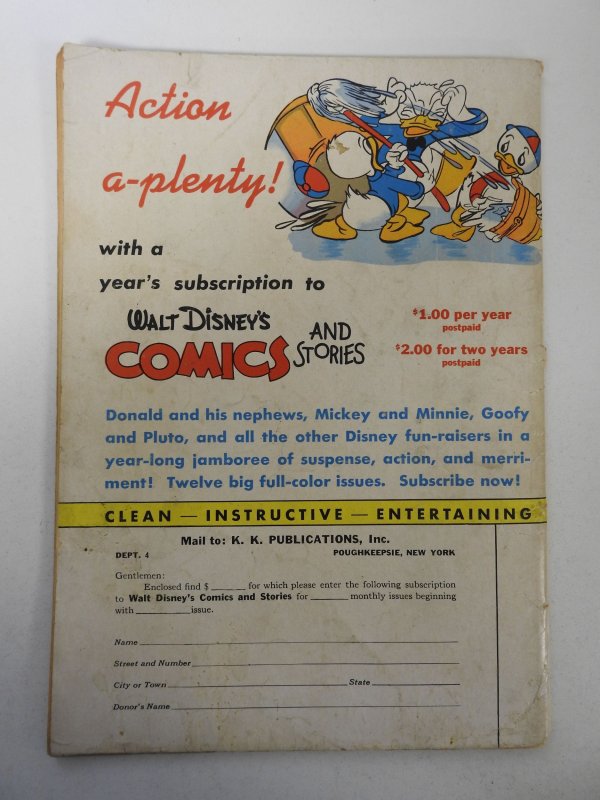 Action
a-plenty!
with a
year's subscription to
WALT DISNEY'S
COMICS AND STORIES
$1.00 per year
postpaid
$2.00 for two years
postpaid
Donald and his nephews, Mickey and Minnie, Goofy
and Pluto, and all the other Disney fun-raisers in a
year-long jamboree of suspense, action, and merri-
ment! Twelve big full-color issues. Subscribe now!
CLEAN — INSTRUCTIVE — ENTERTAINING
Mail to: K. K. PUBLICATIONS, Inc.
DEPT. 4 POUGHKEEPSIE, NEW YORK
Gentlemen:
Enclosed find $______ for which please enter the following subscription
to Walt Disney's Comics and Stories for______ monthly issues beginning
with____________issue.
Name
Street and Number
City or Town State
Donor's Name